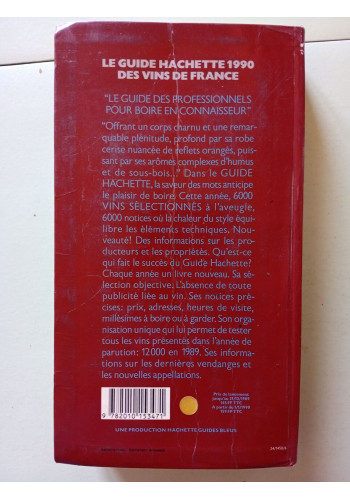 LE GUIDE HACHETTE 1990
DES VINS DE FRANCE
"LE GUIDE DES PROFESSIONNELS
POUR BOIRE EN CONNAISSEUR"
"Offrant un corps charnu et une remar-
quable plénitude, profond par sa robe
cerise nuancée de reflets orangés, puis-
sant par ses arômes complexes d'humus
et de sous-bois..." Dans le GUIDE
HACHETTE, la saveur des mots anticipe
le plaisir de boire. Cette année, 6000
VINS SÉLECTIONNÉS à l'aveugle,
6000 notices où la chaleur du style équi-
libre les éléments techniques. Nou-
veauté! Des informations sur les pro-
ducteurs et les propriétés. Qu'est-ce
qui fait le succès du Guide Hachette?
Chaque année un livre nouveau. Sa sé-
lection objective. L'absence de toute
publicité liée au vin. Ses notices pré-
cises: prix, adresses, heures de visite,
millésimes à boire ou à garder. Son or-
ganisation unique qui lui permet de tester
tous les vins présentés dans l'année de
parution: 12000 en 1989. Ses informa-
tions sur les dernières vendanges et
les nouvelles appellations.
9 782010 153471
Prix de lancement
UNE PRODUCTION HACHETTE/GUIDES BLEUS